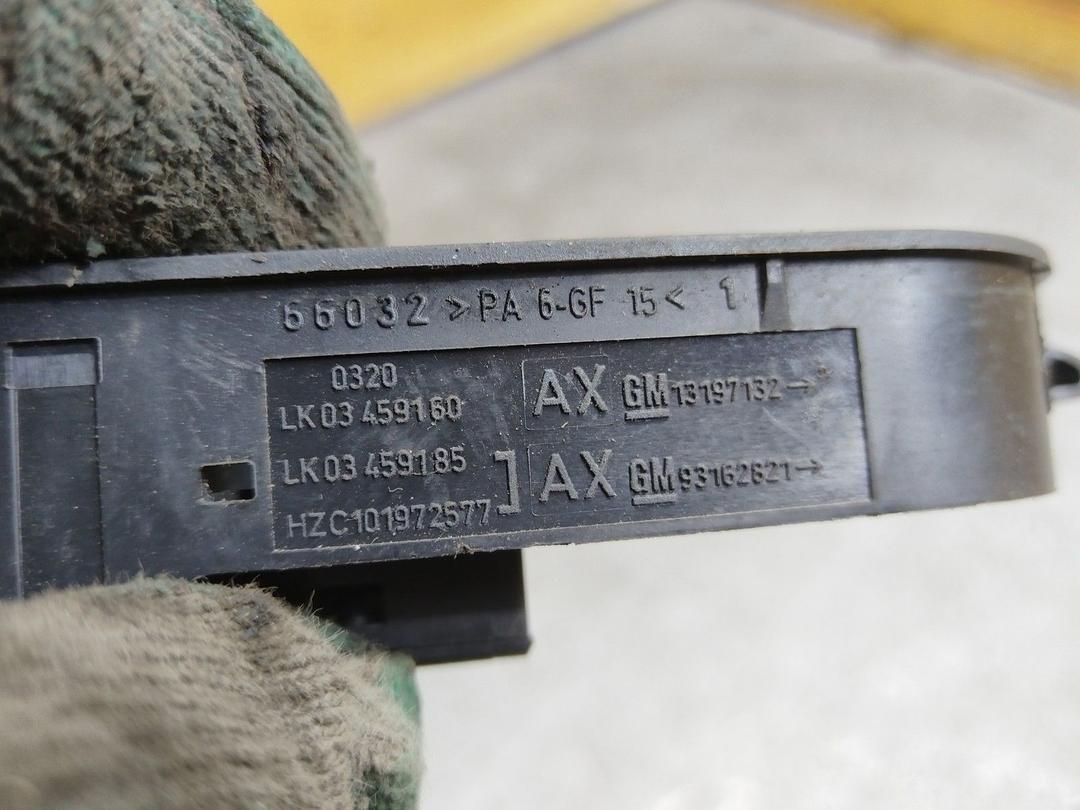 66032 >PA 6-GF 15< 1
0320
LK03 459160 AX GM 13197132→
LK03 459185 ] AX GM 93162621→
HZC101972577